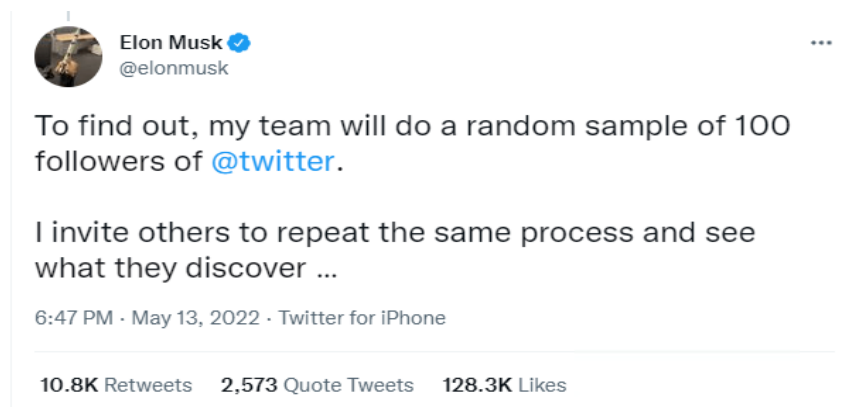 Elon Musk
@elonmusk
To find out, my team will do a random sample of 100
followers of @twitter.
I invite others to repeat the same process and see
what they discover ...
6:47 PM · May 13, 2022 · Twitter for iPhone
10.8K Retweets 2,573 Quote Tweets 128.3K Likes